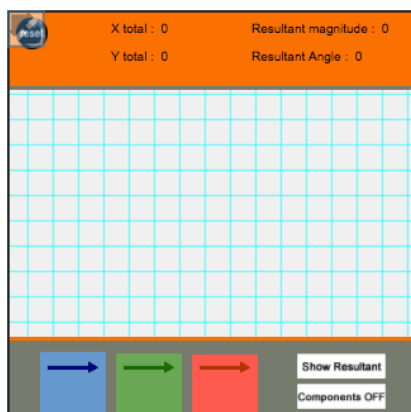 reset
X total : 0
Resultant magnitude : 0
Y total : 0
Resultant Angle : 0
Show Resultant
Components OFF